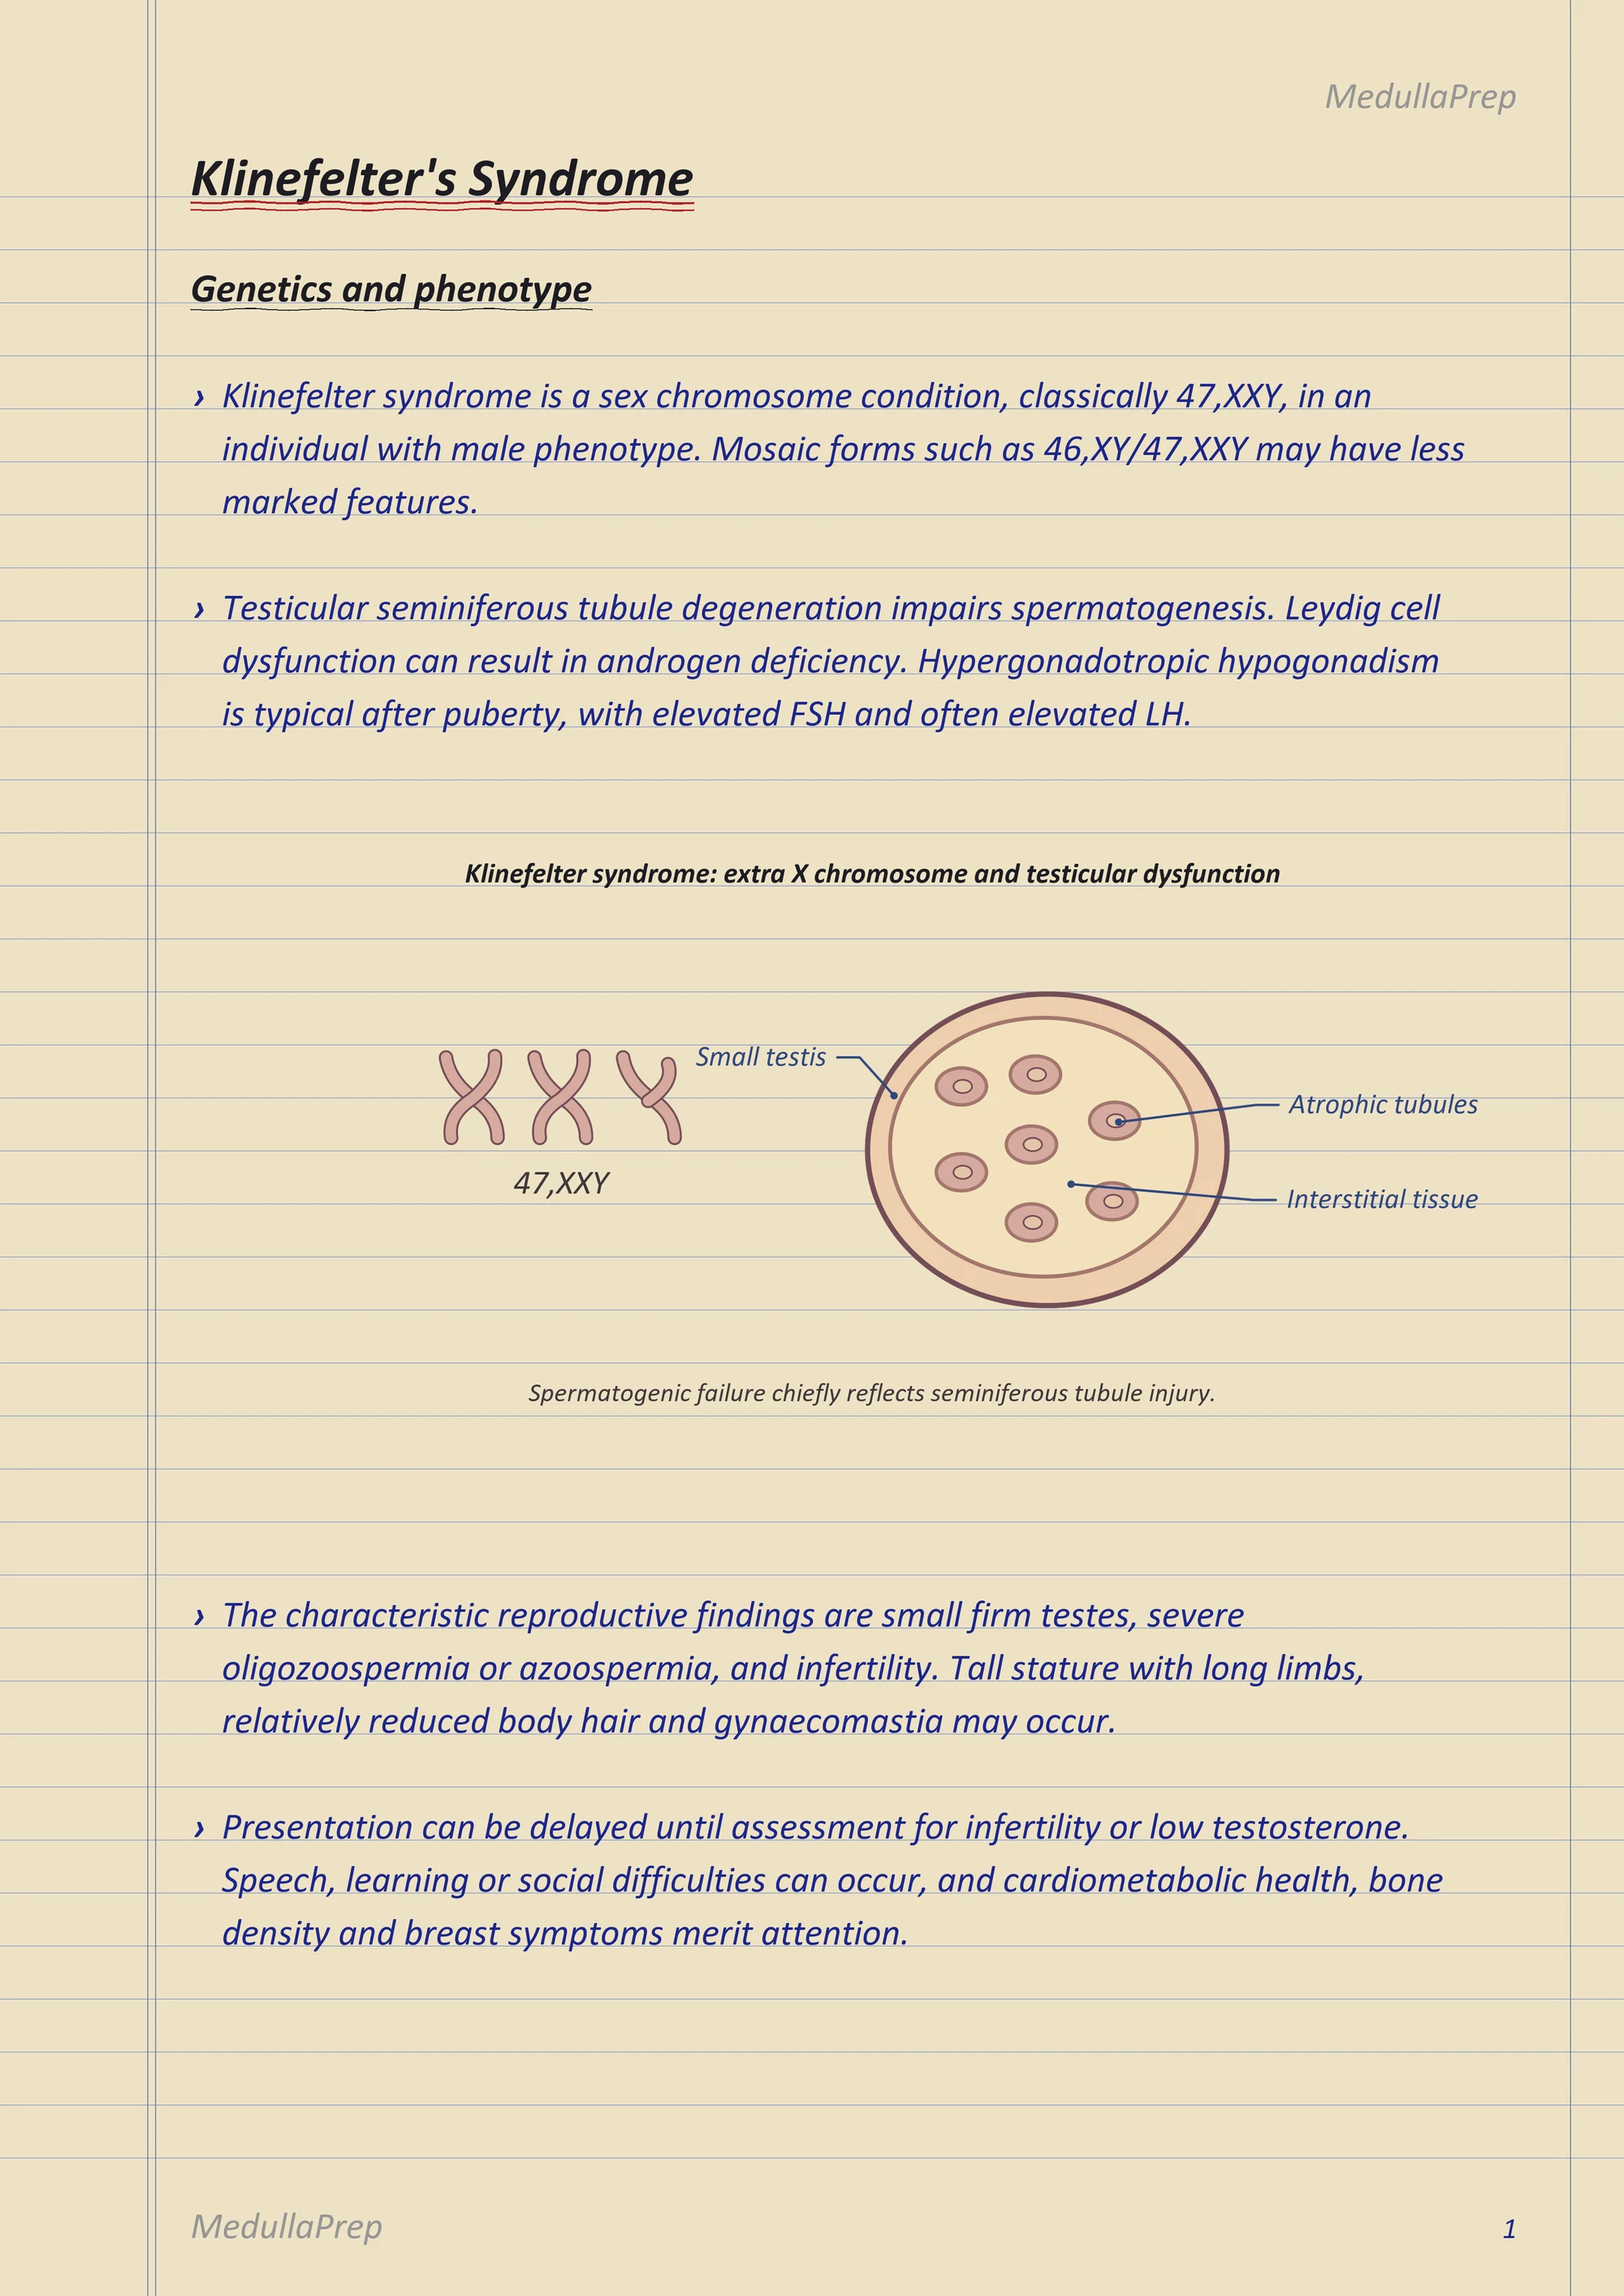 MedullaPrep
Klinefelter's Syndrome
Genetics and phenotype
› Klinefelter syndrome is a sex chromosome condition, classically 47,XXY, in an
individual with male phenotype. Mosaic forms such as 46,XY/47,XXY may have less
marked features.
› Testicular seminiferous tubule degeneration impairs spermatogenesis. Leydig cell
dysfunction can result in androgen deficiency. Hypergonadotropic hypogonadism
is typical after puberty, with elevated FSH and often elevated LH.
Klinefelter syndrome: extra X chromosome and testicular dysfunction
Small testis
Atrophic tubules
47,XXY
Interstitial tissue
Spermatogenic failure chiefly reflects seminiferous tubule injury.
› The characteristic reproductive findings are small firm testes, severe
oligozoospermia or azoospermia, and infertility. Tall stature with long limbs,
relatively reduced body hair and gynaecomastia may occur.
› Presentation can be delayed until assessment for infertility or low testosterone.
Speech, learning or social difficulties can occur, and cardiometabolic health, bone
density and breast symptoms merit attention.
MedullaPrep
1